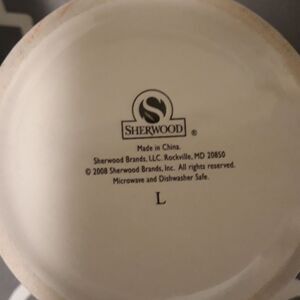 SHERWOOD ®
Made in China.
Sherwood Brands, LLC. Rockville, MD 20850
© 2008 Sherwood Brands, Inc. All rights reserved.
Microwave and Dishwasher Safe.
L